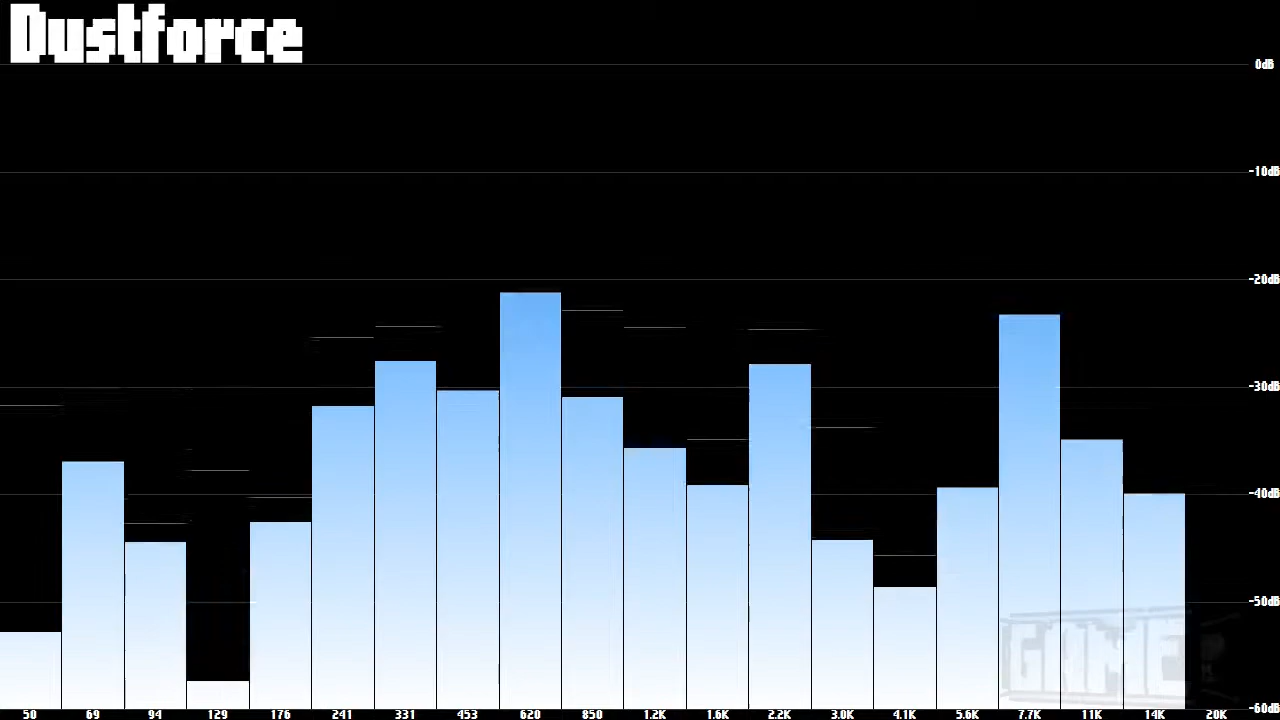 Dustforce
0dB
-10dB
-20dB
-30dB
-40dB
-50dB
GAME
-60dB
50 69 94 129 176 241 331 453 620 850 1.2K 1.6K 2.2K 3.0K 4.1K 5.6K 7.7K 11K 14K 20K